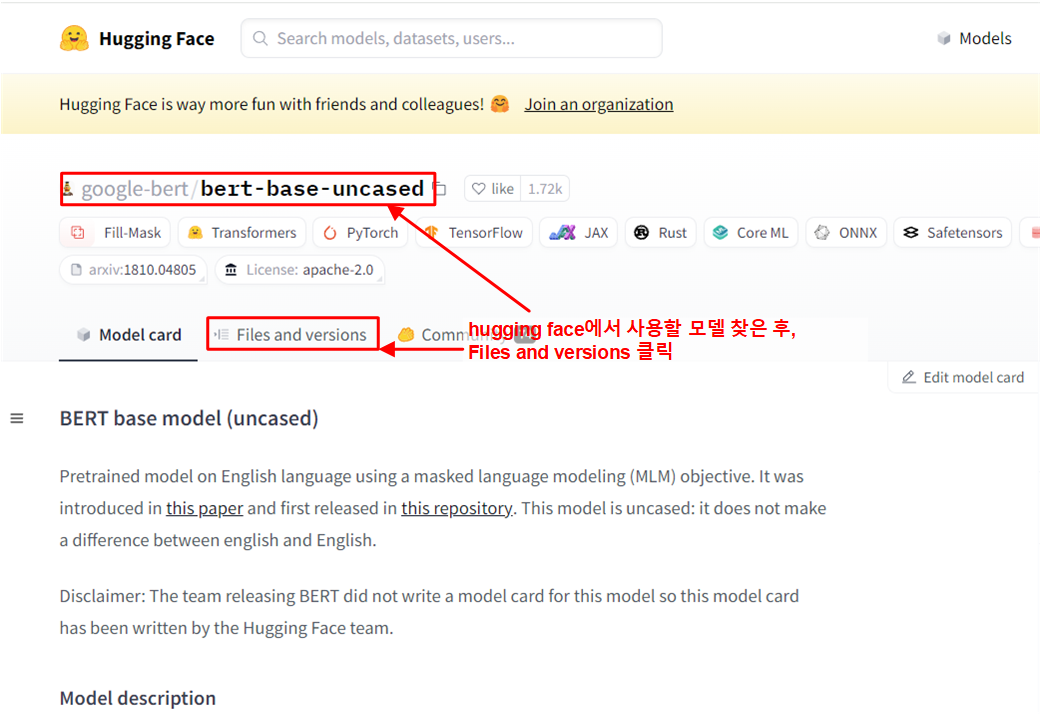 Hugging Face
Search models, datasets, users...
Models
Hugging Face is way more fun with friends and colleagues! 🤗 Join an organization
google-bert/bert-base-uncased
like 1.72k
Fill-Mask Transformers PyTorch TensorFlow JAX Rust Core ML ONNX Safetensors
arxiv:1810.04805 License: apache-2.0
hugging face에서 사용할 모델 찾은 후,
Files and versions 클릭
Model card Files and versions
Edit model card
BERT base model (uncased)
Pretrained model on English language using a masked language modeling (MLM) objective. It was
introduced in this paper and first released in this repository. This model is uncased: it does not make
a difference between english and English.
Disclaimer: The team releasing BERT did not write a model card for this model so this model card
has been written by the Hugging Face team.
Model description